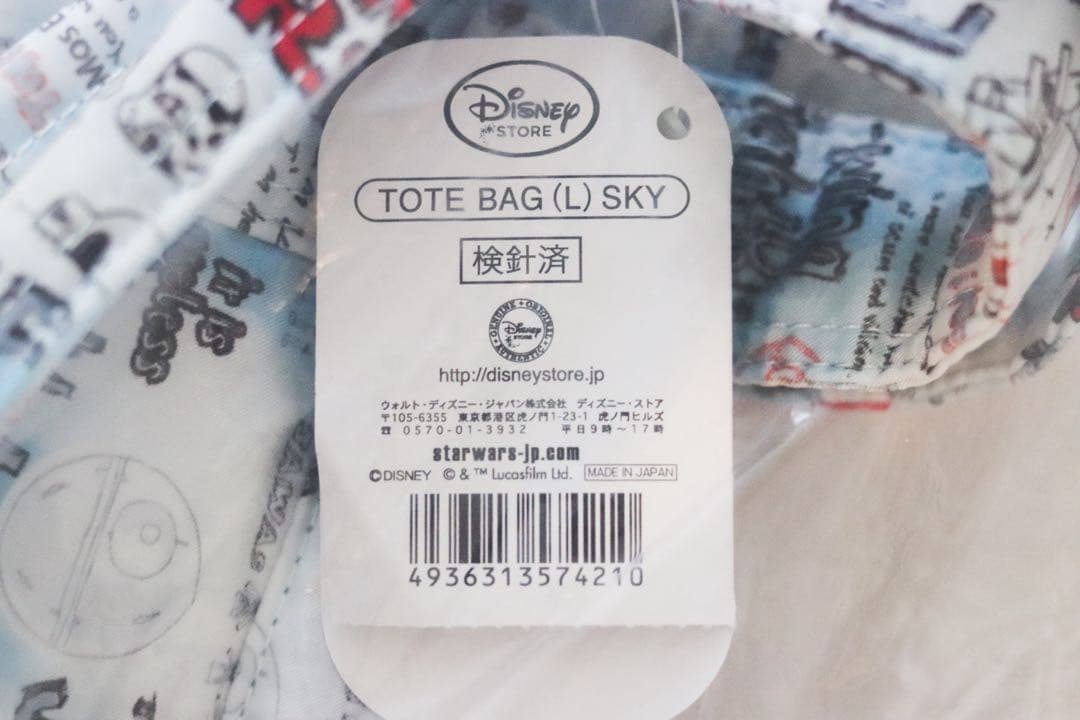 Disney
STORE
TOTE BAG (L) SKY
検針済
GENUINE • ORIGINAL • AUTHENTIC •
Disney
STORE
http://disneystore.jp
ウォルト・ディズニー・ジャパン株式会社 ディズニー・ストア
〒105-6355 東京都港区虎ノ門1-23-1 虎ノ門ヒルズ
☎ 0570-01-3932 平日9時~17時
starwars-jp.com
©DISNEY © & ™ Lucasfilm Ltd. MADE IN JAPAN
4936313574210